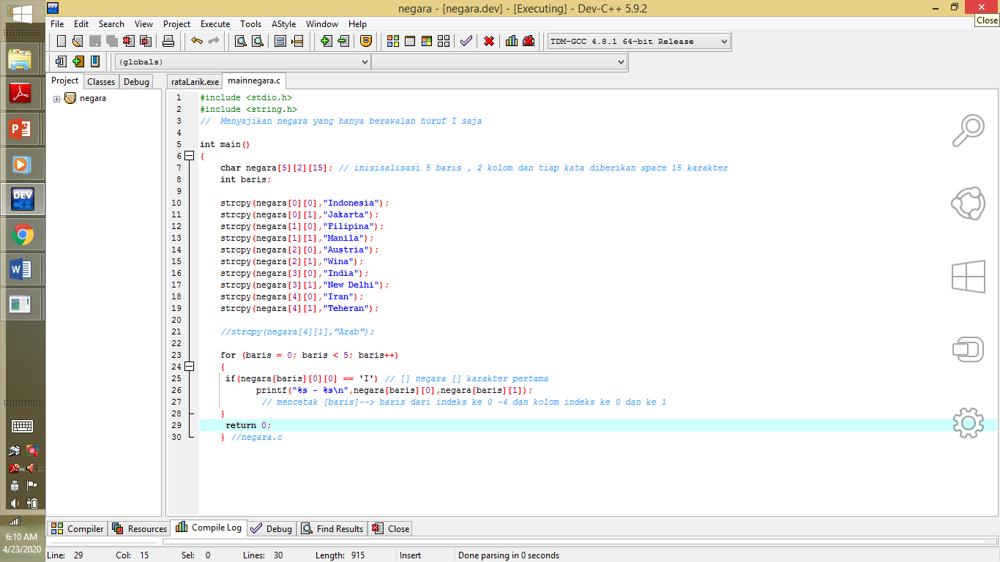 negara - [negara.dev] - [Executing] - Dev-C++ 5.9.2
Close
File Edit Search View Project Execute Tools AStyle Window Help
TDM-GCC 4.8.1 64-bit Release
(globals)
Project Classes Debug
rataLarik.exe mainnegara.c
negara
1 #include <stdio.h>
2 #include <string.h>
3 // Menyajikan negara yang hanya berawalan huruf I saja
4
5 int main()
6 {
7 char negara[5][2][15]; // inisisalisasi 5 baris , 2 kolom dan tiap kata diberikan space 15 karakter
8 int baris;
9
10 strcpy(negara[0][0],"Indonesia");
11 strcpy(negara[0][1],"Jakarta");
12 strcpy(negara[1][0],"Filipina");
13 strcpy(negara[1][1],"Manila");
14 strcpy(negara[2][0],"Austria");
15 strcpy(negara[2][1],"Wina");
16 strcpy(negara[3][0],"India");
17 strcpy(negara[3][1],"New Delhi");
18 strcpy(negara[4][0],"Iran");
19 strcpy(negara[4][1],"Teheran");
20
21 //strcpy(negara[4][1],"Arab");
22
23 for (baris = 0; baris < 5; baris++)
24 {
25 if(negara[baris][0][0] == 'I') // [] negara [] karakter pertama
26 printf("%s - %s\n",negara[baris][0],negara[baris][1]);
27 // mencetak [baris]--> baris dari indeks ke 0 -4 dan kolom indeks ke 0 dan ke 1
28 }
29 return 0;
30 } //negara.c
Compiler Resources Compile Log Debug Find Results Close
Line: 29 Col: 15 Sel: 0 Lines: 30 Length: 915 Insert Done parsing in 0 seconds
DEV
C++
P
W
DEV
C++
6:10 AM
4/23/2020